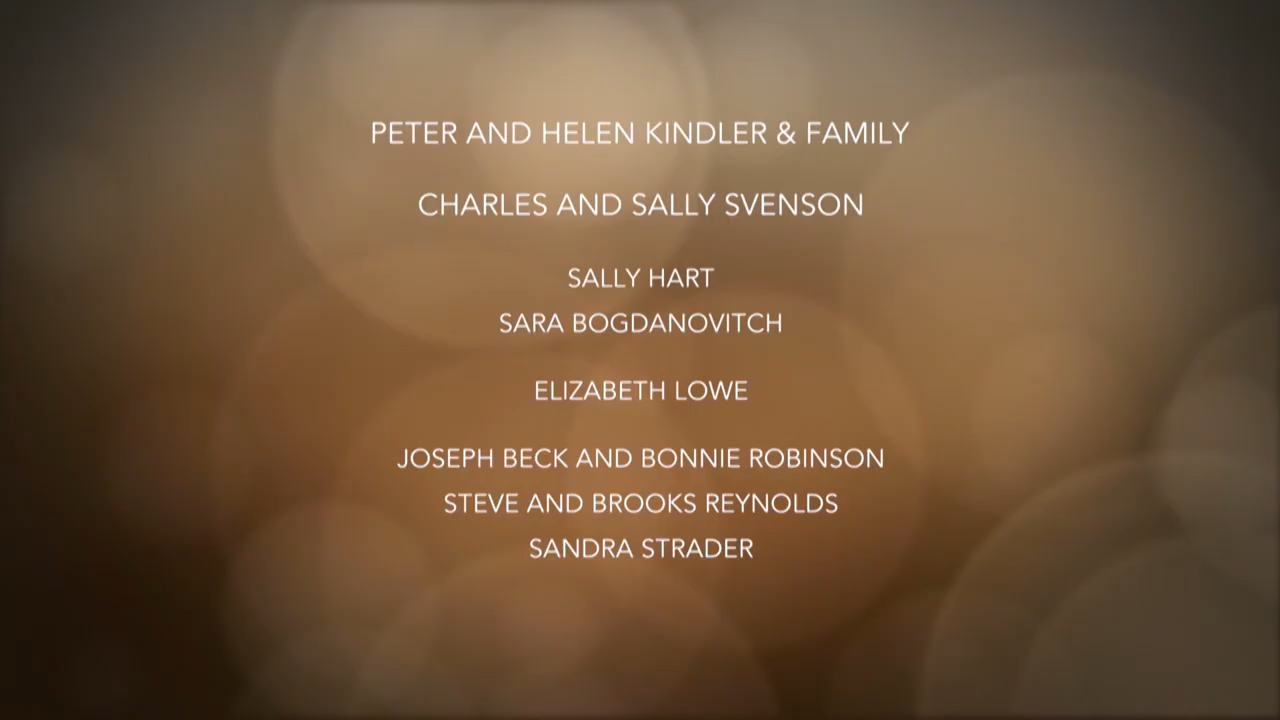 PETER AND HELEN KINDLER & FAMILY
CHARLES AND SALLY SVENSON
SALLY HART
SARA BOGDANOVITCH
ELIZABETH LOWE
JOSEPH BECK AND BONNIE ROBINSON
STEVE AND BROOKS REYNOLDS
SANDRA STRADER